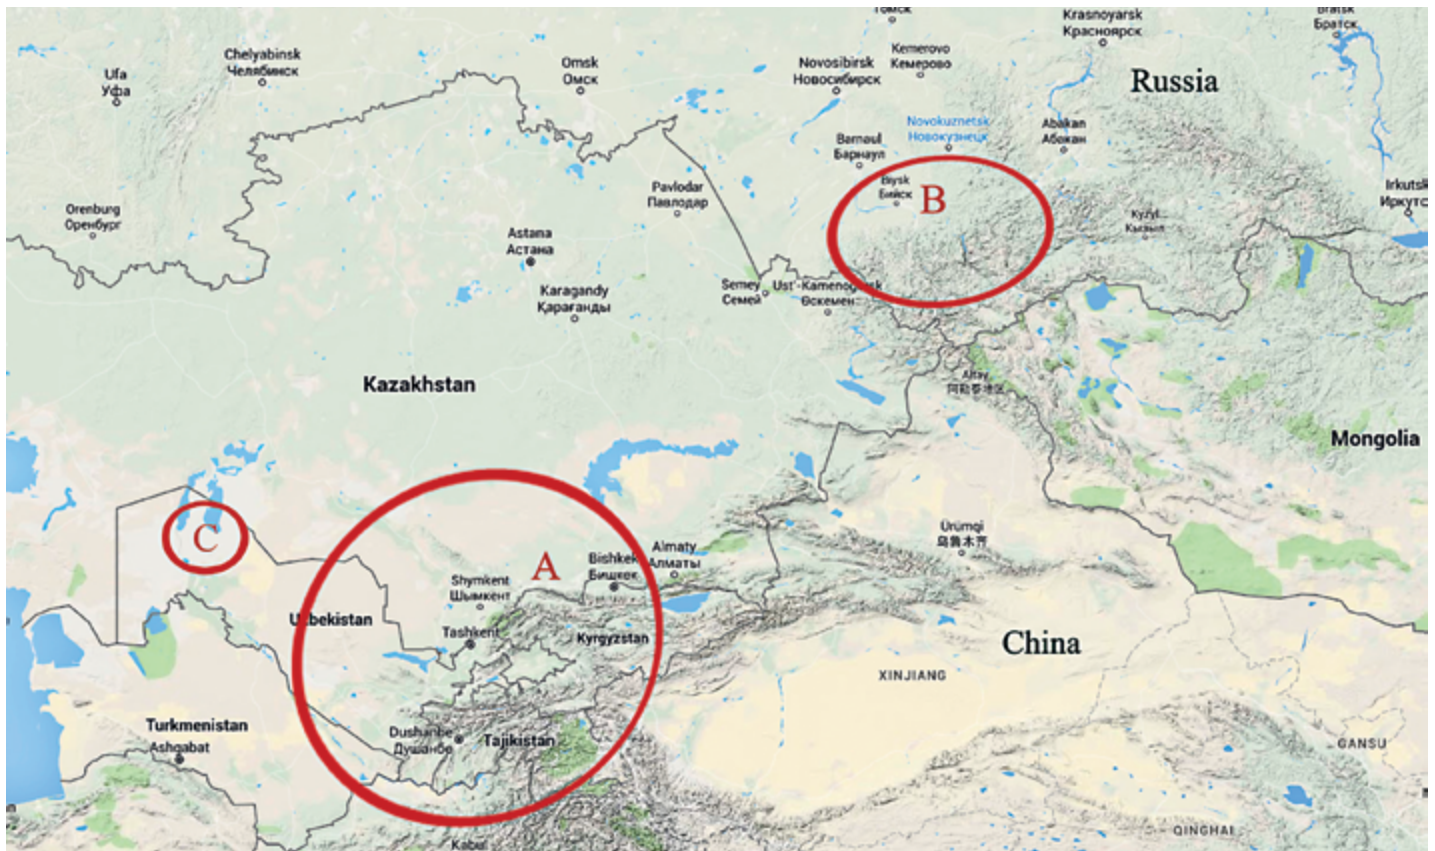 Томск
Krasnoyarsk
Красноярск
Братск
Chelyabinsk
Челябинск
Ufa
Уфа
Omsk
Омск
Novosibirsk
Новосибирск
Kemerovo
Кемерово
Russia
Novokuznetsk
Новокузнецк
Abakan
Абакан
Barnaul
Барнаул
Biysk
Бийск
B
Pavlodar
Павлодар
Irkutsk
Orenburg
Оренбург
Kyzyl
Кызыл
Astana
Астана
Semey
Семей
Ust'-Kamenogorsk
Өскемен
Karagandy
Қарағанды
Kazakhstan
Altay
阿勒泰地区
Mongolia
C
A
Ürümqi
乌鲁木齐
Bishkek
Бишкек
Almaty
Алматы
Shymkent
Шымкент
Uzbekistan
Tashkent
Kyrgyzstan
China
XINJIANG
Turkmenistan
Ashgabat
Dushanbe
Душанбе
Tajikistan
GANSU
QINGHAI
Kabul